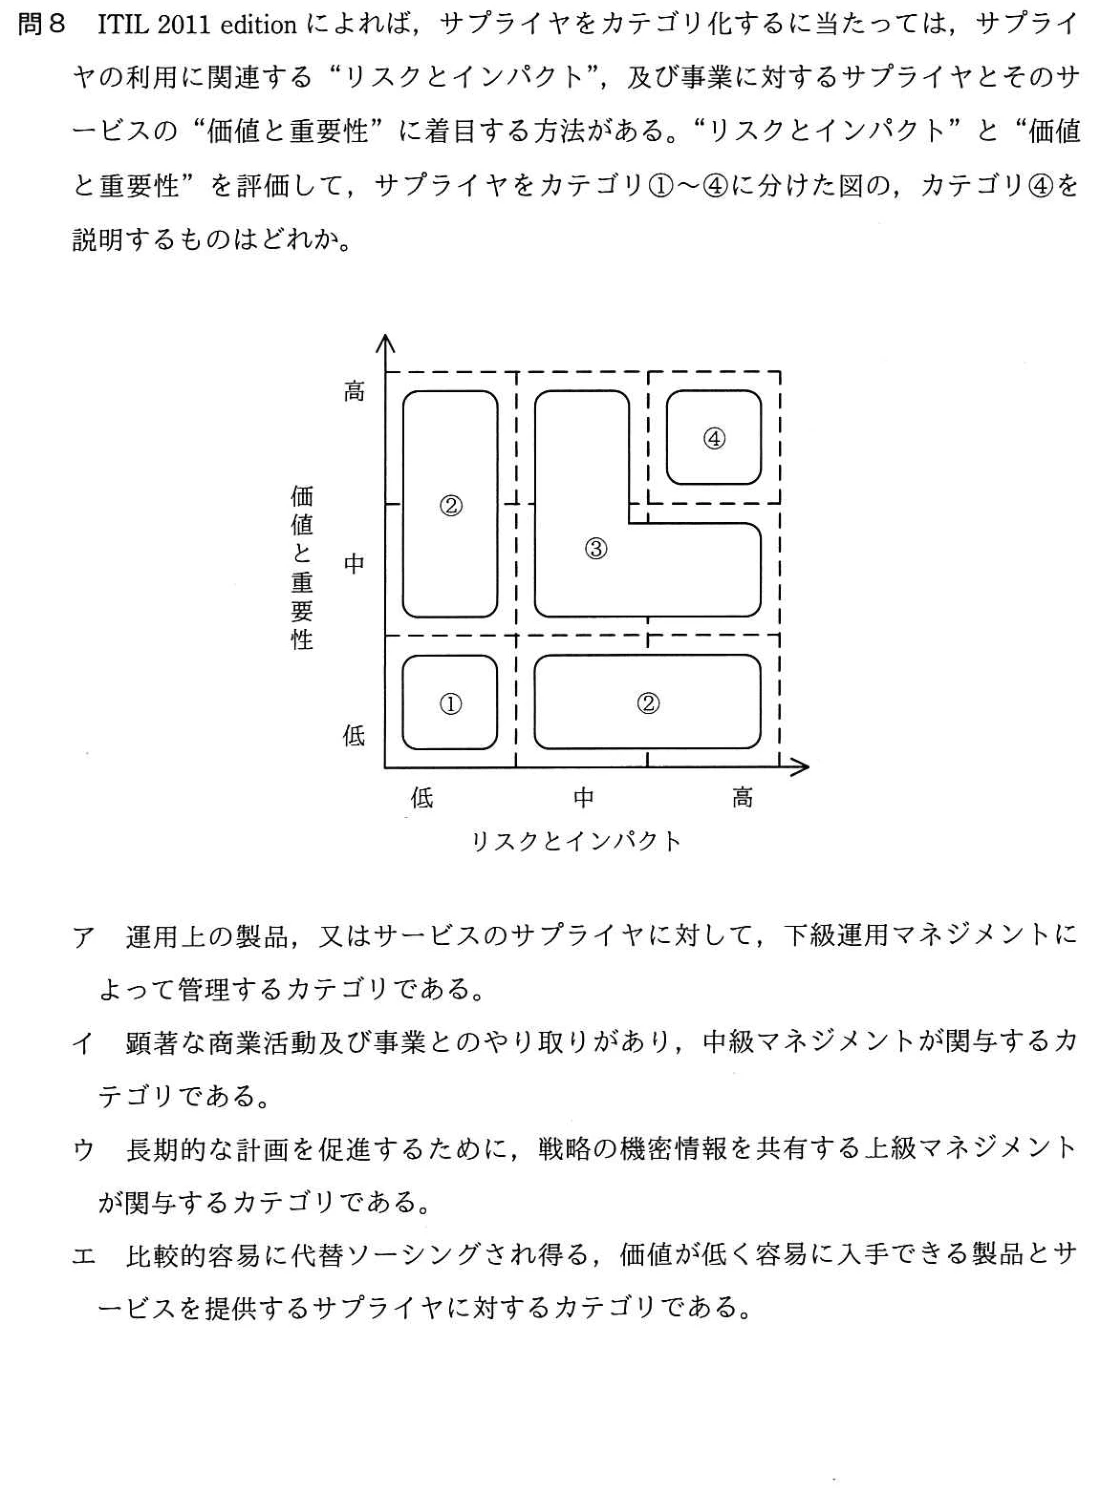 問８　ITIL 2011 edition によれば，サプライヤをカテゴリ化するに当たっては，サプライ
ヤの利用に関連する“リスクとインパクト”，及び事業に対するサプライヤとそのサ
ービスの“価値と重要性”に着目する方法がある。“リスクとインパクト”と“価値
と重要性”を評価して，サプライヤをカテゴリ①～④に分けた図の，カテゴリ④を
説明するものはどれか。
高
④
価値と重要性
②
③
中
①
②
低
低
中
高
リスクとインパクト
ア　運用上の製品，又はサービスのサプライヤに対して，下級運用マネジメントに
よって管理するカテゴリである。
イ　顕著な商業活動及び事業とのやり取りがあり，中級マネジメントが関与するカ
テゴリである。
ウ　長期的な計画を促進するために，戦略の機密情報を共有する上級マネジメント
が関与するカテゴリである。
エ　比較的容易に代替ソーシングされ得る，価値が低く容易に入手できる製品とサ
ービスを提供するサプライヤに対するカテゴリである。